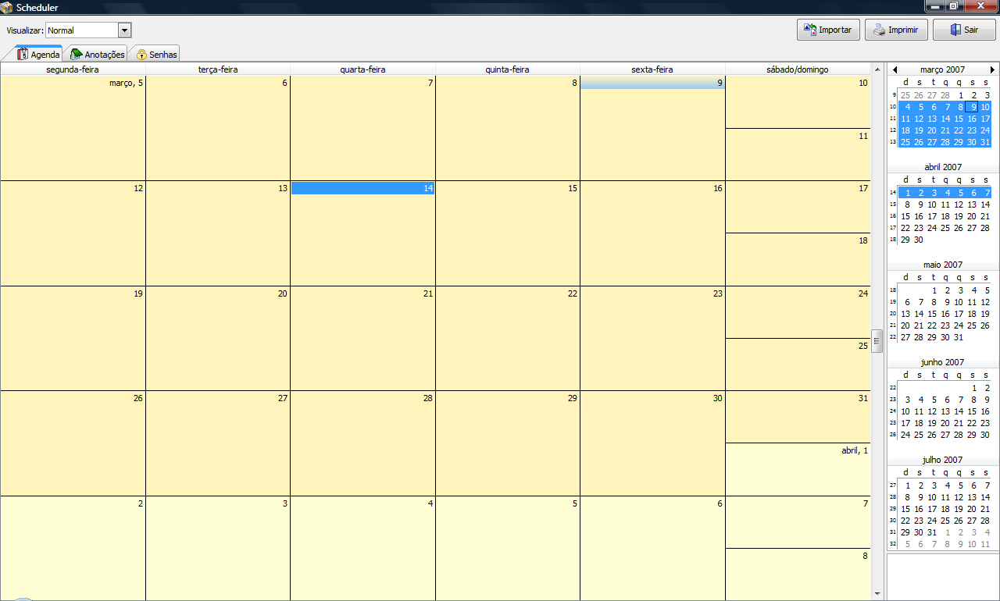 Scheduler
Visualizar: Normal
Importar Imprimir Sair
Agenda Anotações Senhas
segunda-feira terça-feira quarta-feira quinta-feira sexta-feira sábado/domingo
março, 5 6 7 8 9 10
11
12 13 14 15 16 17
18
19 20 21 22 23 24
25
26 27 28 29 30 31
abril, 1
2 3 4 5 6 7
8
março 2007
d s t q q s s
9 25 26 27 28 1 2 3
10 4 5 6 7 8 9 10
11 11 12 13 14 15 16 17
12 18 19 20 21 22 23 24
13 25 26 27 28 29 30 31
abril 2007
d s t q q s s
14 1 2 3 4 5 6 7
15 8 9 10 11 12 13 14
16 15 16 17 18 19 20 21
17 22 23 24 25 26 27 28
18 29 30
maio 2007
d s t q q s s
18 1 2 3 4 5
19 6 7 8 9 10 11 12
20 13 14 15 16 17 18 19
21 20 21 22 23 24 25 26
22 27 28 29 30 31
junho 2007
d s t q q s s
22 1 2
23 3 4 5 6 7 8 9
24 10 11 12 13 14 15 16
25 17 18 19 20 21 22 23
26 24 25 26 27 28 29 30
julho 2007
d s t q q s s
27 1 2 3 4 5 6 7
28 8 9 10 11 12 13 14
29 15 16 17 18 19 20 21
30 22 23 24 25 26 27 28
31 29 30 31 1 2 3 4
32 5 6 7 8 9 10 11